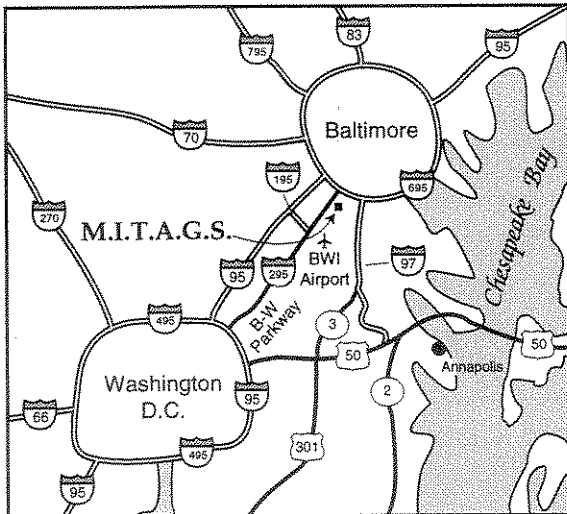 83
795
95
Baltimore
70
195
695
270
M.I.T.A.G.S.
BWI
Airport
97
95
295
B-W
Parkway
Chesapeake Bay
495
3
50
50
Annapolis
Washington
D.C.
95
2
66
301
495
95